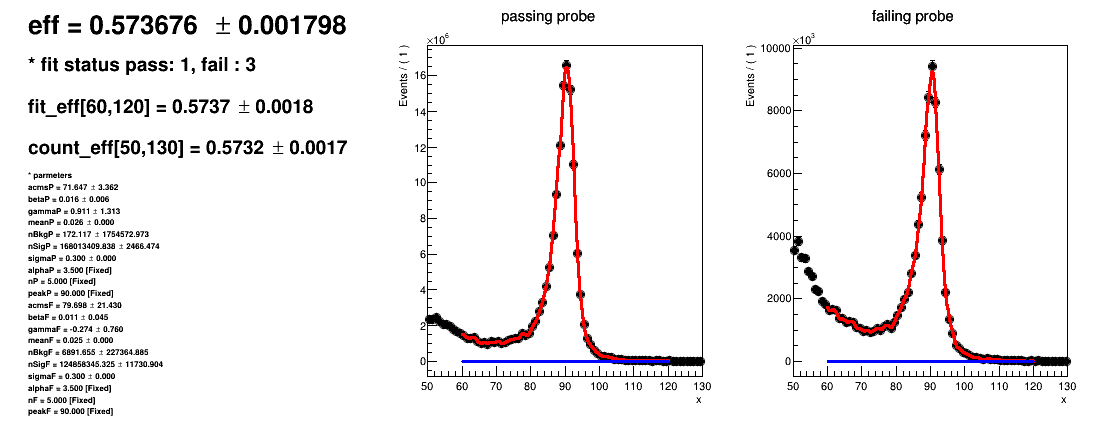 eff = 0.573676 ± 0.001798
* fit status pass: 1, fail : 3
fit_eff[60,120] = 0.5737 ± 0.0018
count_eff[50,130] = 0.5732 ± 0.0017
* parmeters
acmsP = 71.647 ± 3.362
betaP = 0.016 ± 0.006
gammaP = 0.911 ± 1.313
meanP = 0.026 ± 0.000
nBkgP = 172.117 ± 1754572.973
nSigP = 168013409.838 ± 2466.474
sigmaP = 0.300 ± 0.000
alphaP = 3.500 [Fixed]
nP = 5.000 [Fixed]
peakP = 90.000 [Fixed]
acmsF = 79.698 ± 21.430
betaF = 0.011 ± 0.045
gammaF = -0.274 ± 0.760
meanF = 0.025 ± 0.000
nBkgF = 6891.655 ± 227364.885
nSigF = 124858345.325 ± 11730.904
sigmaF = 0.300 ± 0.000
alphaF = 3.500 [Fixed]
nF = 5.000 [Fixed]
peakF = 90.000 [Fixed]
passing probe
×10⁶
Events / ( 1 )
16
14
12
10
8
6
4
2
0
50 60 70 80 90 100 110 120 130
x
failing probe
×10³
Events / ( 1 )
10000
8000
6000
4000
2000
0
50 60 70 80 90 100 110 120 130
x